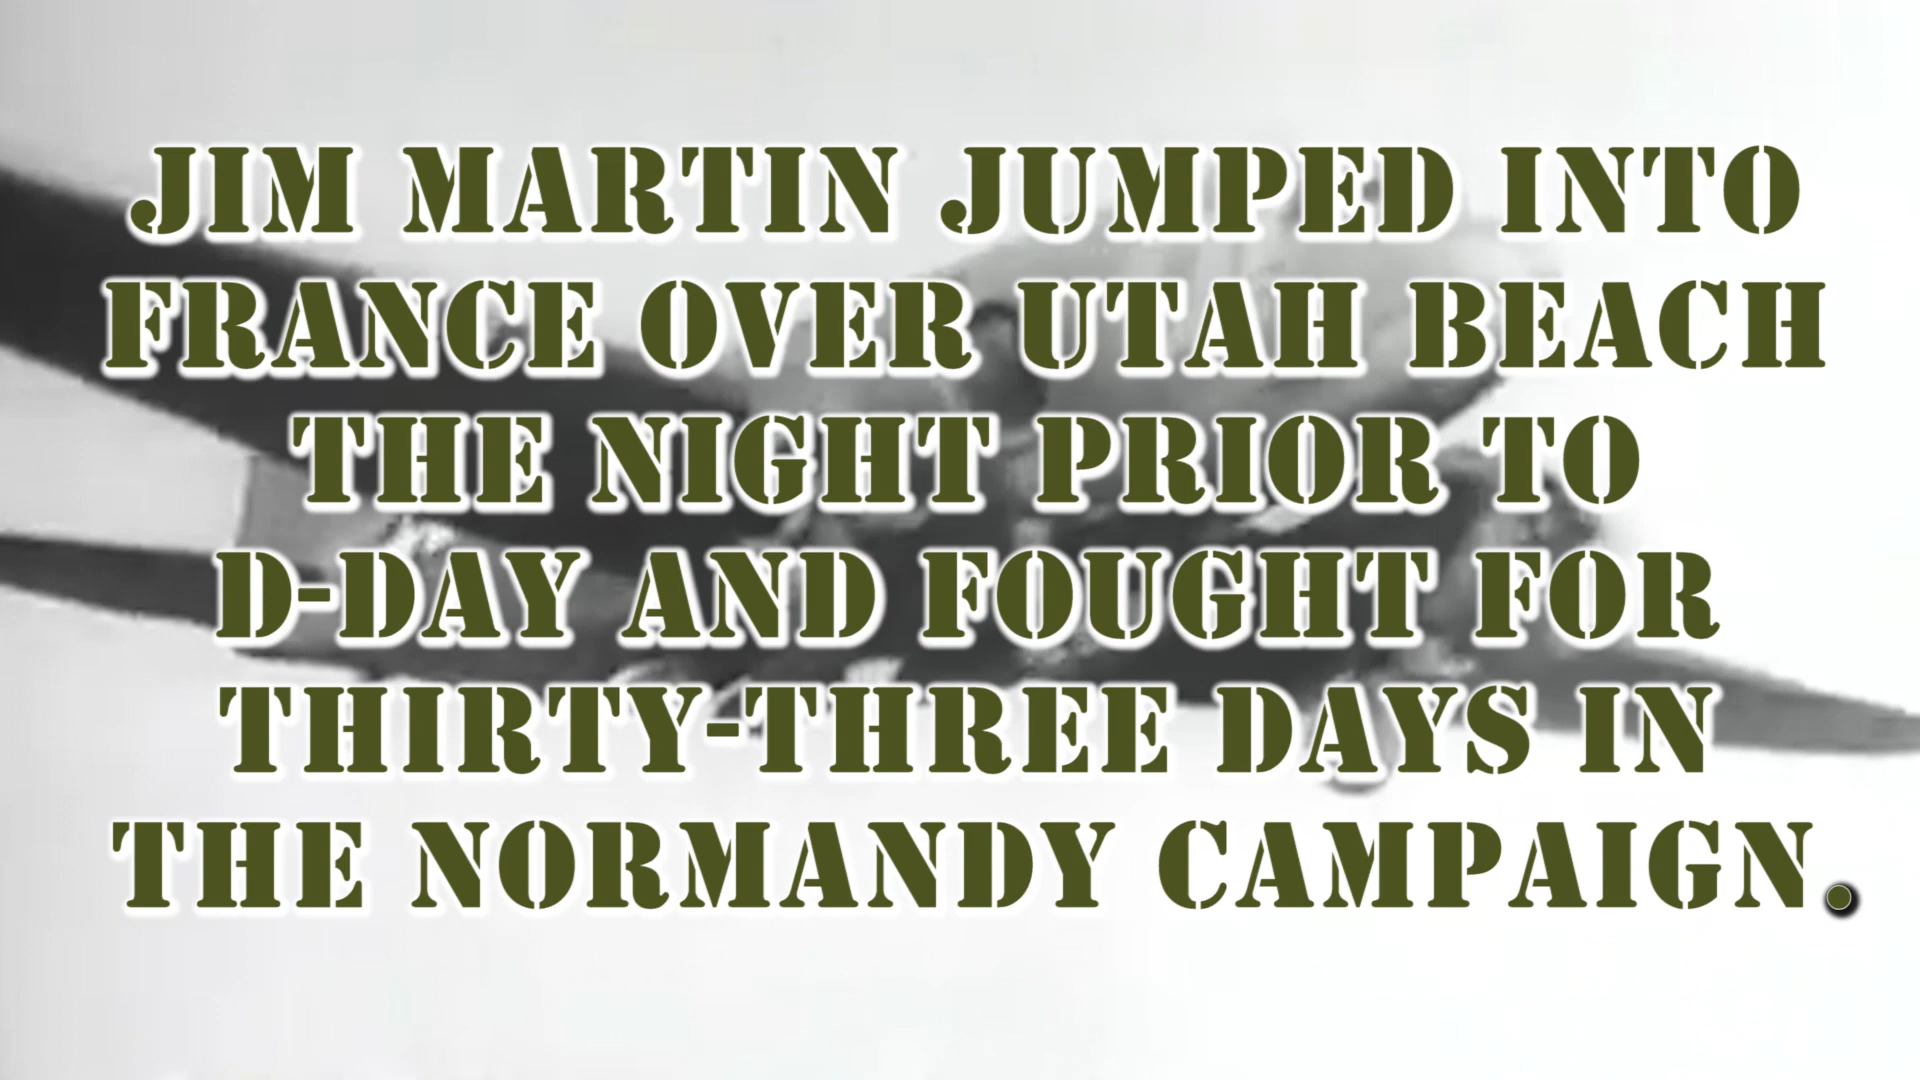 JIM MARTIN JUMPED INTO
FRANCE OVER UTAH BEACH
THE NIGHT PRIOR TO
D-DAY AND FOUGHT FOR
THIRTY-THREE DAYS IN
THE NORMANDY CAMPAIGN.